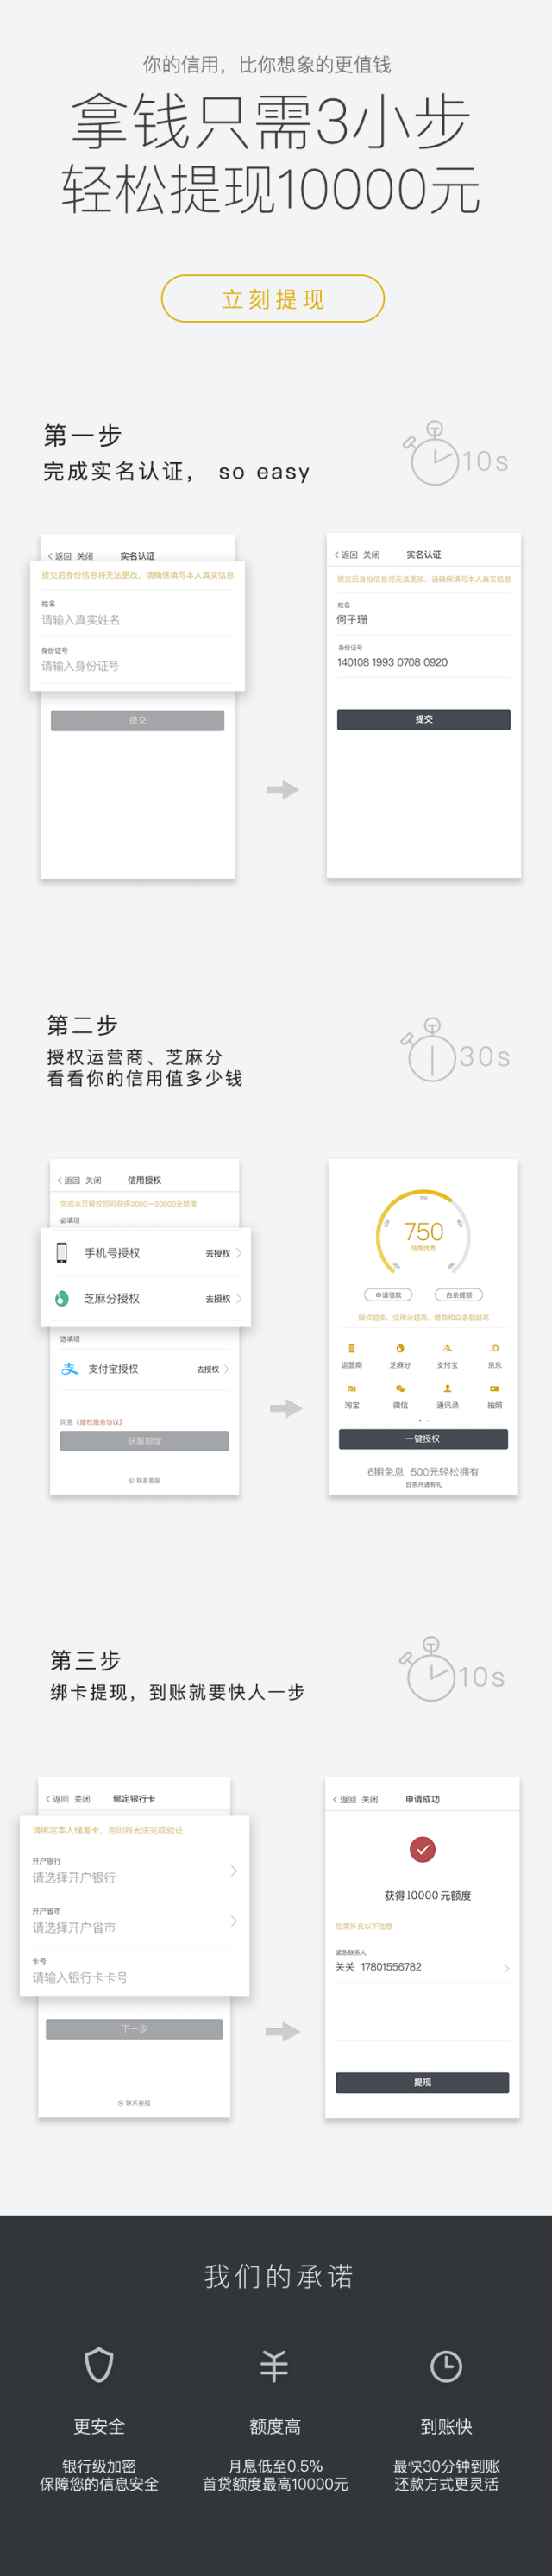 你的信用，比你想象的更值钱
拿钱只需3小步
轻松提现10000元
立刻提现
第一步
完成实名认证， so easy
10s
返回 关闭 实名认证
提交后身份信息将无法更改，请确保填写本人真实信息
姓名
请输入真实姓名
身份证号
请输入身份证号
提交
返回 关闭 实名认证
提交后身份信息将无法更改，请确保填写本人真实信息
姓名
何子珊
身份证号
140108 1993 0708 0920
提交
第二步
授权运营商、芝麻分
看看你的信用值多少钱
30s
返回 关闭 信用授权
完成本页授权即可获得2000—20000元额度
必填项
手机号授权 去授权
芝麻分授权 去授权
选填项
支 支付宝授权 去授权
同意《授权服务协议》
获取额度
联系客服
700
750
信用优秀
申请借款 白条提额
授权越多，信用分越高，借款和白条额越高
JD
运营商 芝麻分 支付宝 京东
淘宝 微信 通讯录 拍照
一键授权
6期免息 500元轻松拥有
白条开通有礼
第三步
绑卡提现，到账就要快人一步
10s
返回 关闭 绑定银行卡
请绑定本人储蓄卡，否则将无法完成验证
开户银行
请选择开户银行
开户省市
请选择开户省市
卡号
请输入银行卡卡号
下一步
联系客服
返回 关闭 申请成功
获得10000元额度
您需补充以下信息
紧急联系人
关关 17801556782
提现
我们的承诺
更安全
银行级加密
保障您的信息安全
额度高
月息低至0.5%
首贷额度最高10000元
到账快
最快30分钟到账
还款方式更灵活